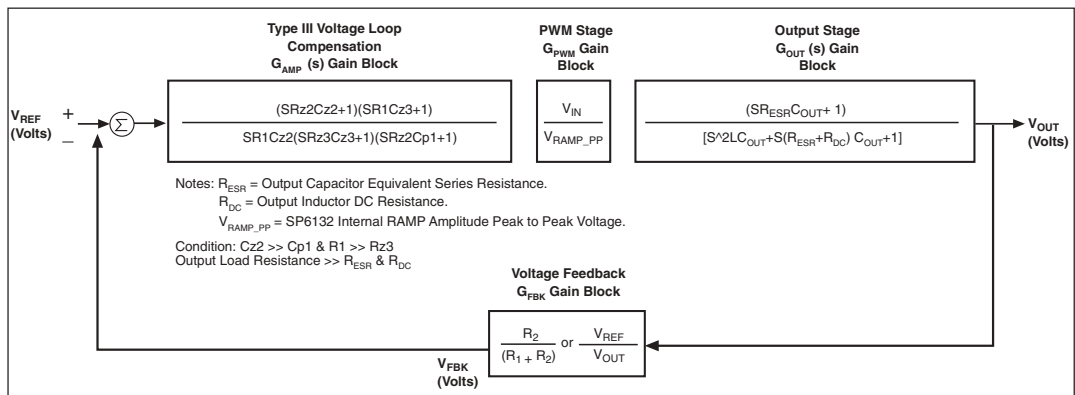 Type III Voltage Loop
Compensation
G_AMP (s) Gain Block
PWM Stage
G_PWM Gain
Block
Output Stage
G_OUT (s) Gain
Block
V_REF
(Volts)
+
−
Σ
(SRz2Cz2+1)(SR1Cz3+1)
SR1Cz2(SRz3Cz3+1)(SRz2Cp1+1)
V_IN
V_RAMP_PP
(SR_ESRC_OUT+ 1)
[S^2LC_OUT+S(R_ESR+R_DC) C_OUT+1]
V_OUT
(Volts)
Notes: R_ESR = Output Capacitor Equivalent Series Resistance.
R_DC = Output Inductor DC Resistance.
V_RAMP_PP = SP6132 Internal RAMP Amplitude Peak to Peak Voltage.
Condition: Cz2 >> Cp1 & R1 >> Rz3
Output Load Resistance >> R_ESR & R_DC
Voltage Feedback
G_FBK Gain Block
R_2
(R_1 + R_2)
or
V_REF
V_OUT
V_FBK
(Volts)